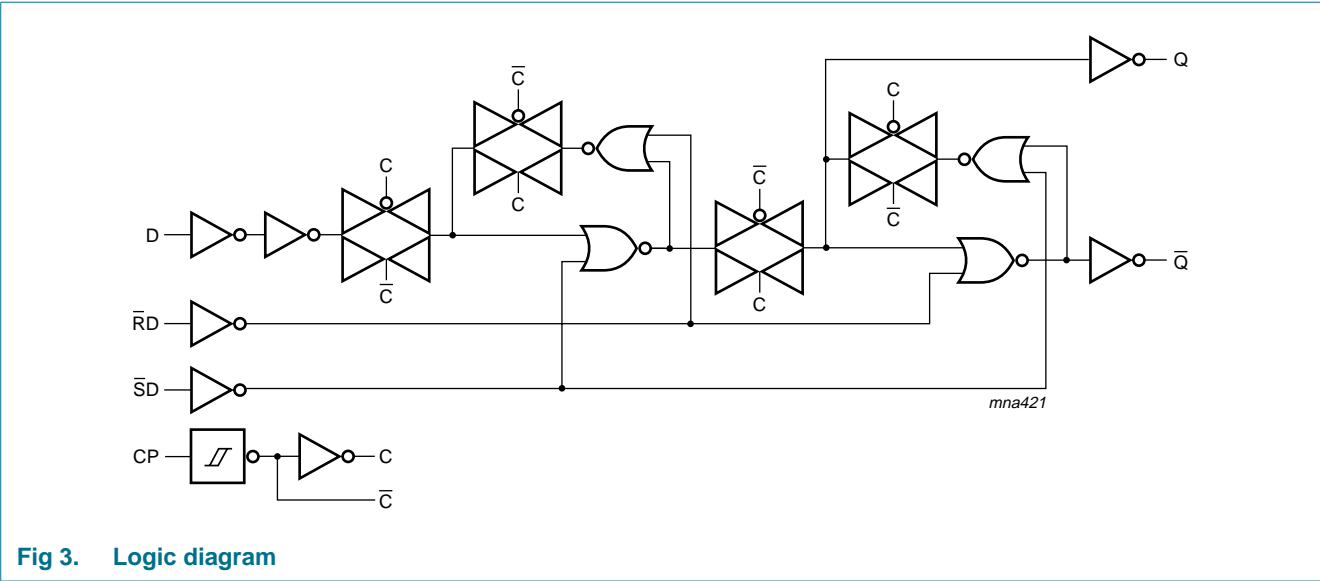 Q
C̅
C
C
C̅
C
C̅
C
D
C̅
C
Q̅
R̅D
S̅D
mna421
CP
C
C̅
Fig 3. Logic diagram